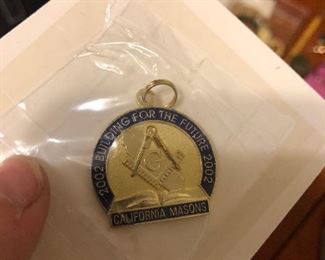 2002 BUILDING FOR THE FUTURE 2002
G
CALIFORNIA MASONS